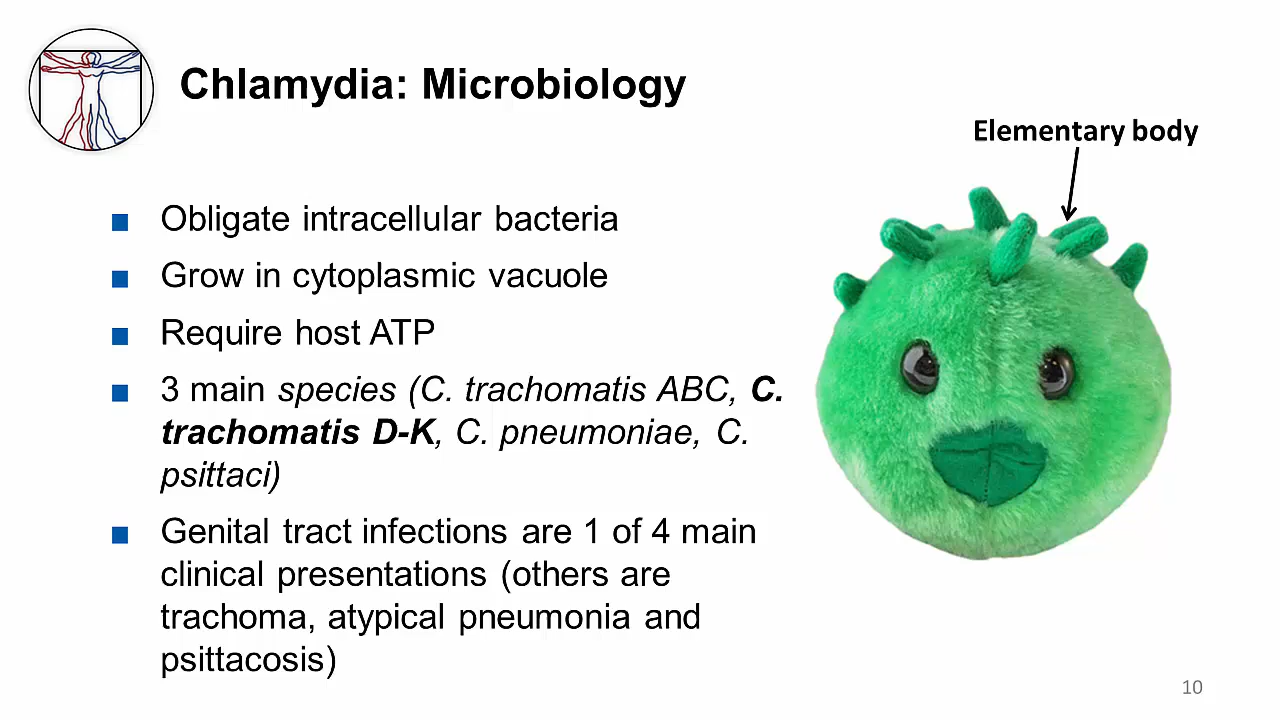 Chlamydia: Microbiology
Elementary body
Obligate intracellular bacteria
Grow in cytoplasmic vacuole
Require host ATP
3 main species (C. trachomatis ABC, C.
trachomatis D-K, C. pneumoniae, C.
psittaci)
Genital tract infections are 1 of 4 main
clinical presentations (others are
trachoma, atypical pneumonia and
psittacosis)
10